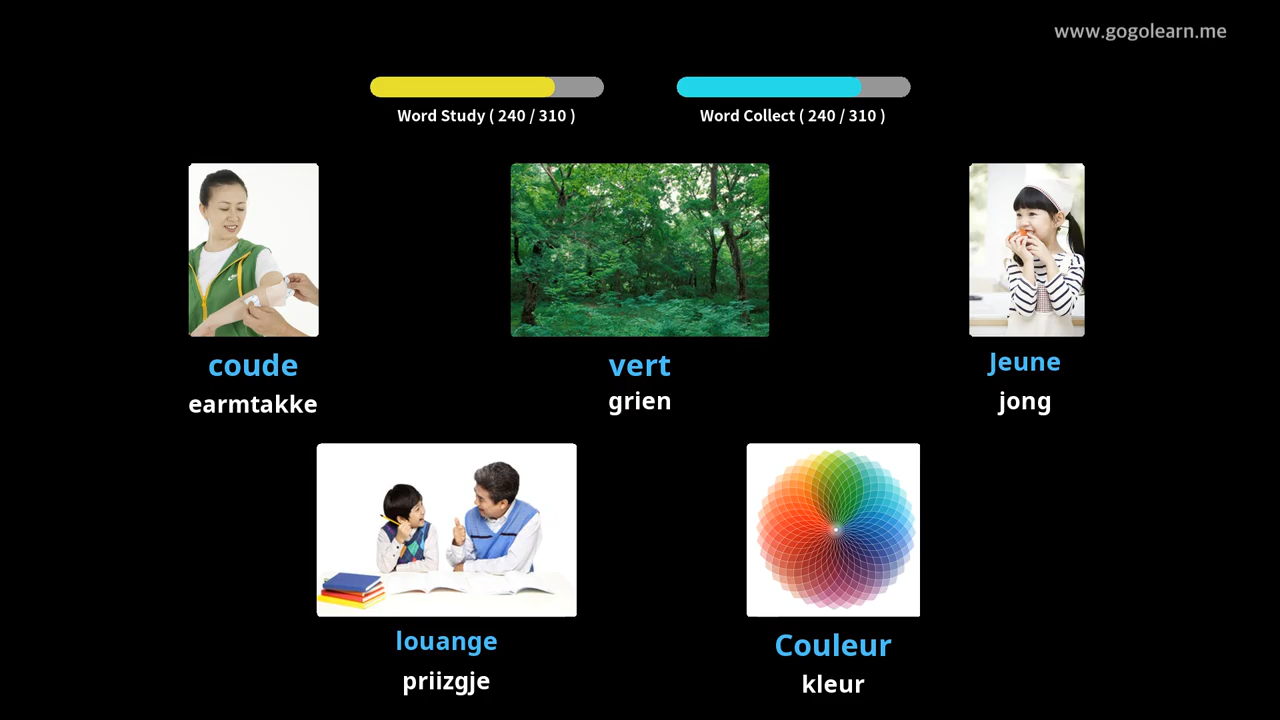 www.gogolearn.me
Word Study ( 240 / 310 )
Word Collect ( 240 / 310 )
coude
earmtakke
vert
grien
Jeune
jong
louange
priizgje
Couleur
kleur